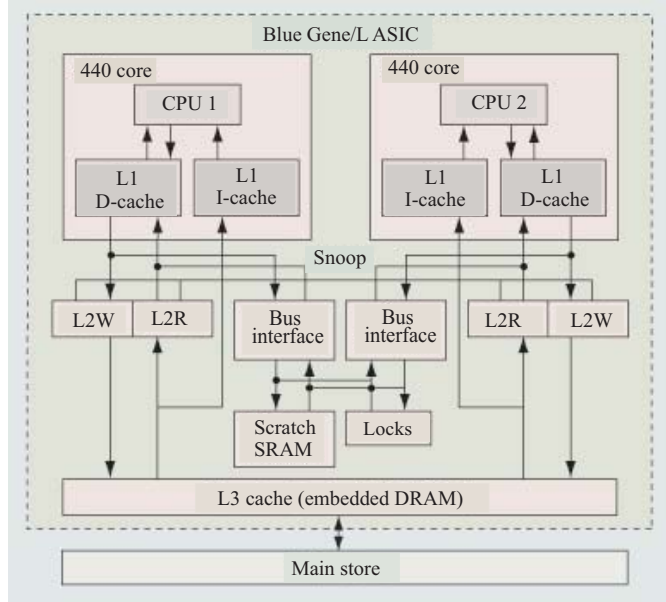 Blue Gene/L ASIC
440 core
CPU 1
L1
D-cache
L1
I-cache
440 core
CPU 2
L1
I-cache
L1
D-cache
Snoop
L2W
L2R
Bus
interface
Bus
interface
L2R
L2W
Scratch
SRAM
Locks
L3 cache (embedded DRAM)
Main store